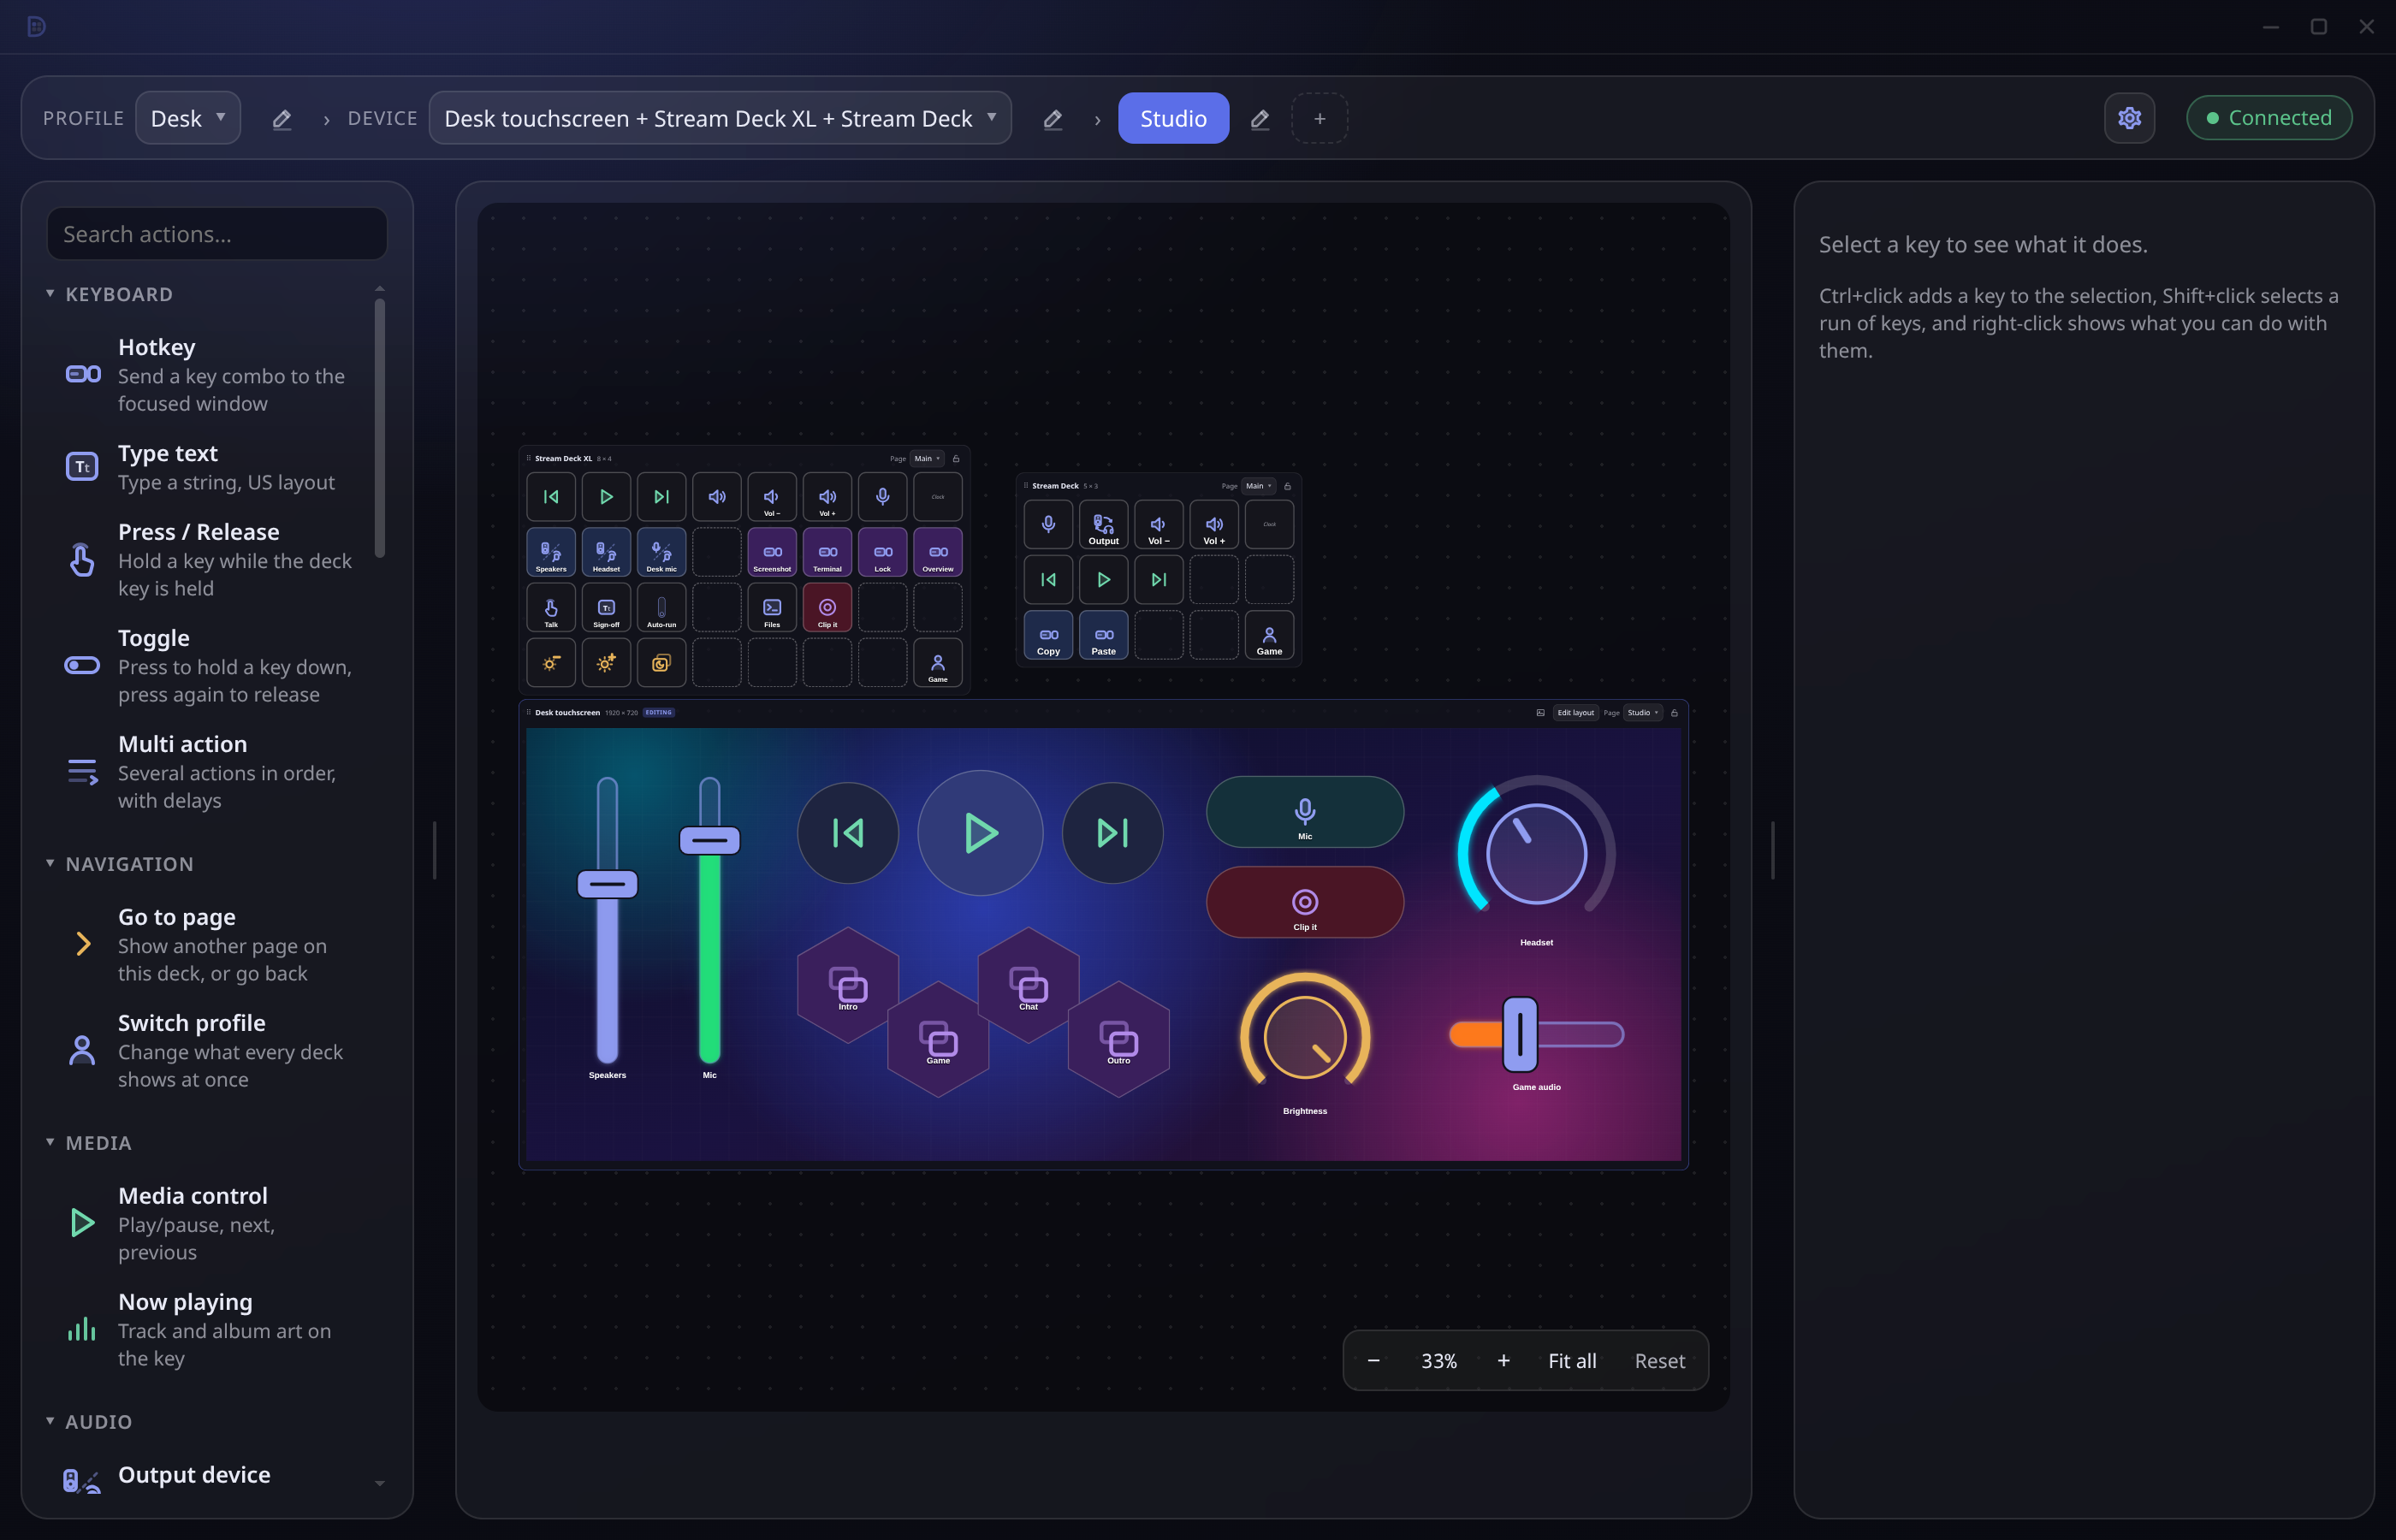 PROFILE Desk DEVICE Desk touchscreen + Stream Deck XL + Stream Deck Studio + Connected
Search actions...
KEYBOARD
Hotkey
Send a key combo to the
focused window
Type text
Type a string, US layout
Press / Release
Hold a key while the deck
key is held
Toggle
Press to hold a key down,
press again to release
Multi action
Several actions in order,
with delays
NAVIGATION
Go to page
Show another page on
this deck, or go back
Switch profile
Change what every deck
shows at once
MEDIA
Media control
Play/pause, next,
previous
Now playing
Track and album art on
the key
AUDIO
Output device
Stream Deck XL 8 × 4 Page Main
Vol − Vol + Clock
Speakers Headset Desk mic Screenshot Terminal Lock Overview
Talk Sign-off Auto-run Files Clip it
Game
Stream Deck 5 × 3 Page Main
Output Vol − Vol + Clock
Copy Paste Game
Desk touchscreen 1920 × 720 EDITING Edit layout Page Studio
Mic
Clip it
Headset
Intro Chat
Game Outro
Speakers Mic
Game audio
Brightness
− 33% + Fit all Reset
Select a key to see what it does.
Ctrl+click adds a key to the selection, Shift+click selects a
run of keys, and right-click shows what you can do with
them.